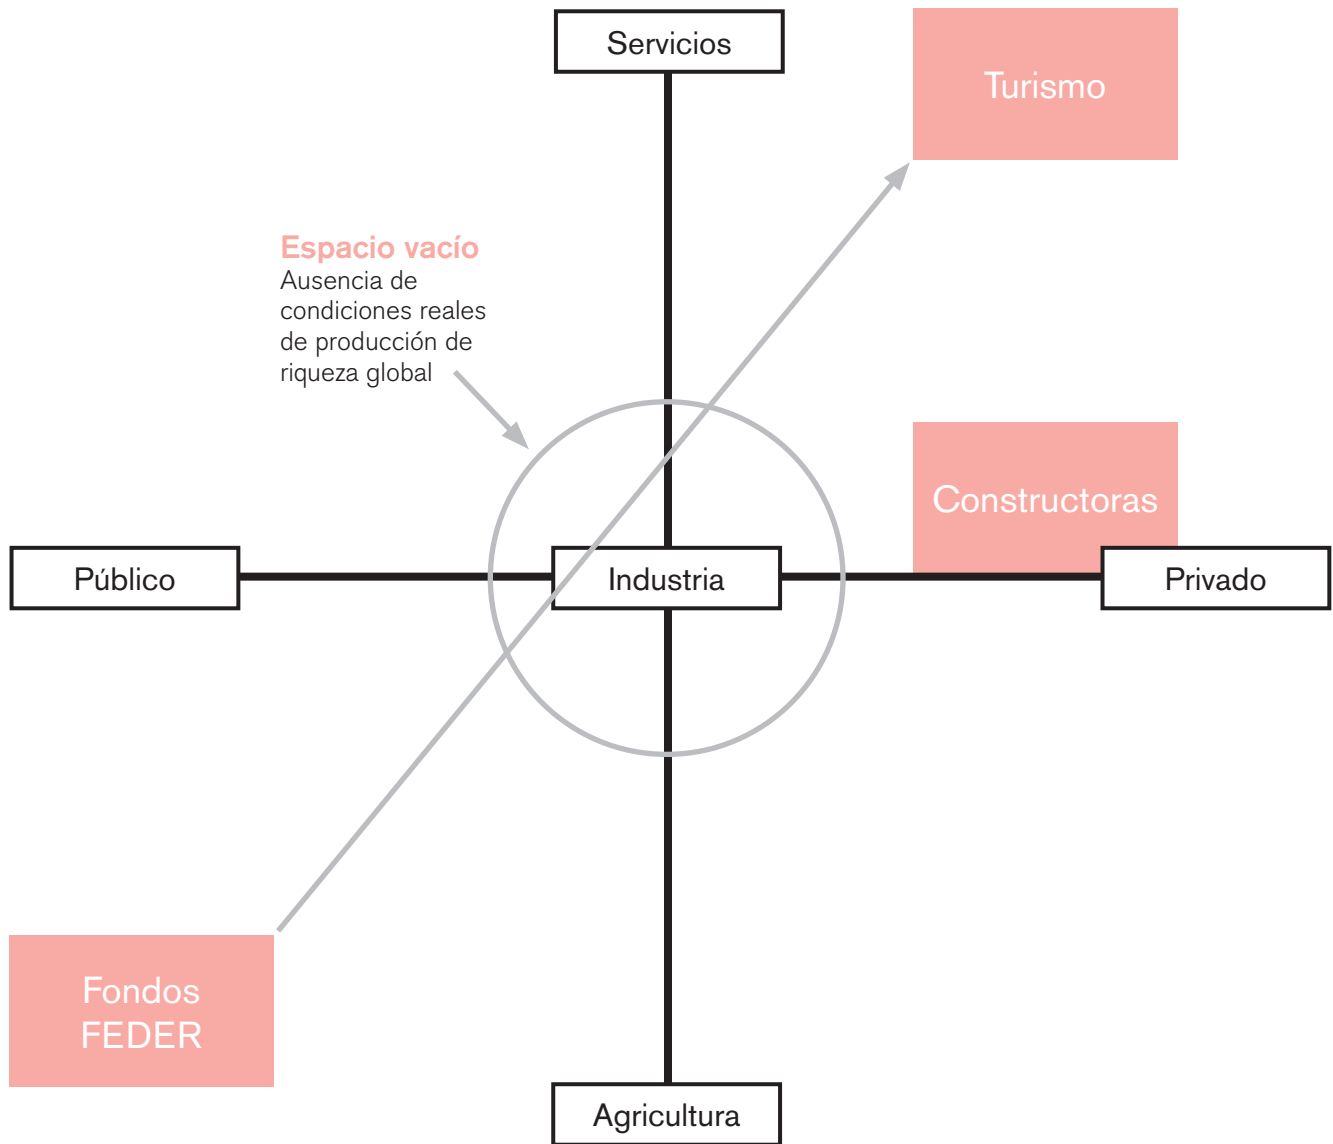 Servicios
Turismo
Espacio vacío
Ausencia de
condiciones reales
de producción de
riqueza global
Constructoras
Público
Industria
Privado
Fondos
FEDER
Agricultura